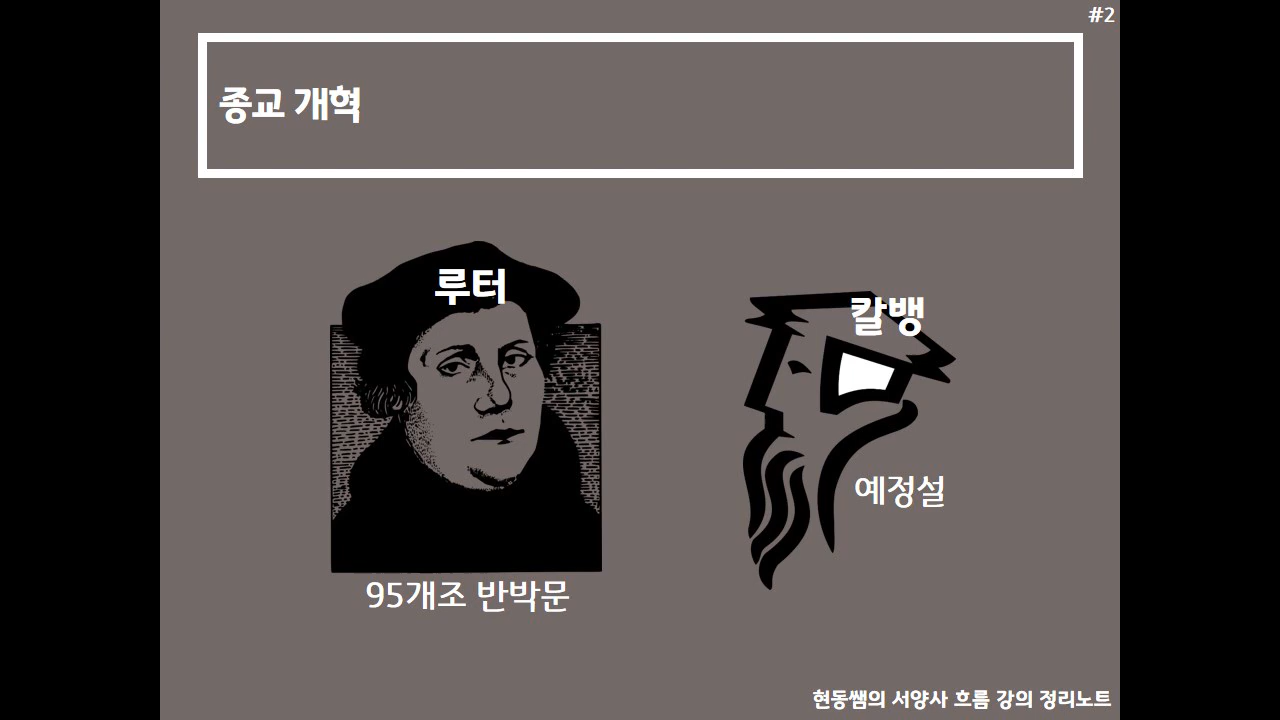 #2
종교 개혁
루터
칼뱅
예정설
95개조 반박문
현동쌤의 서양사 흐름 강의 정리노트